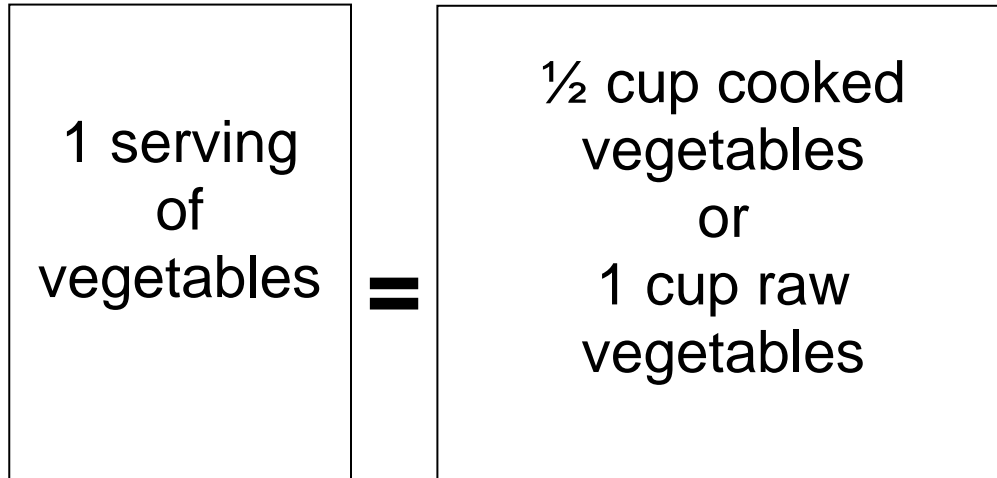 1 serving
of
vegetables
=
½ cup cooked
vegetables
or
1 cup raw
vegetables